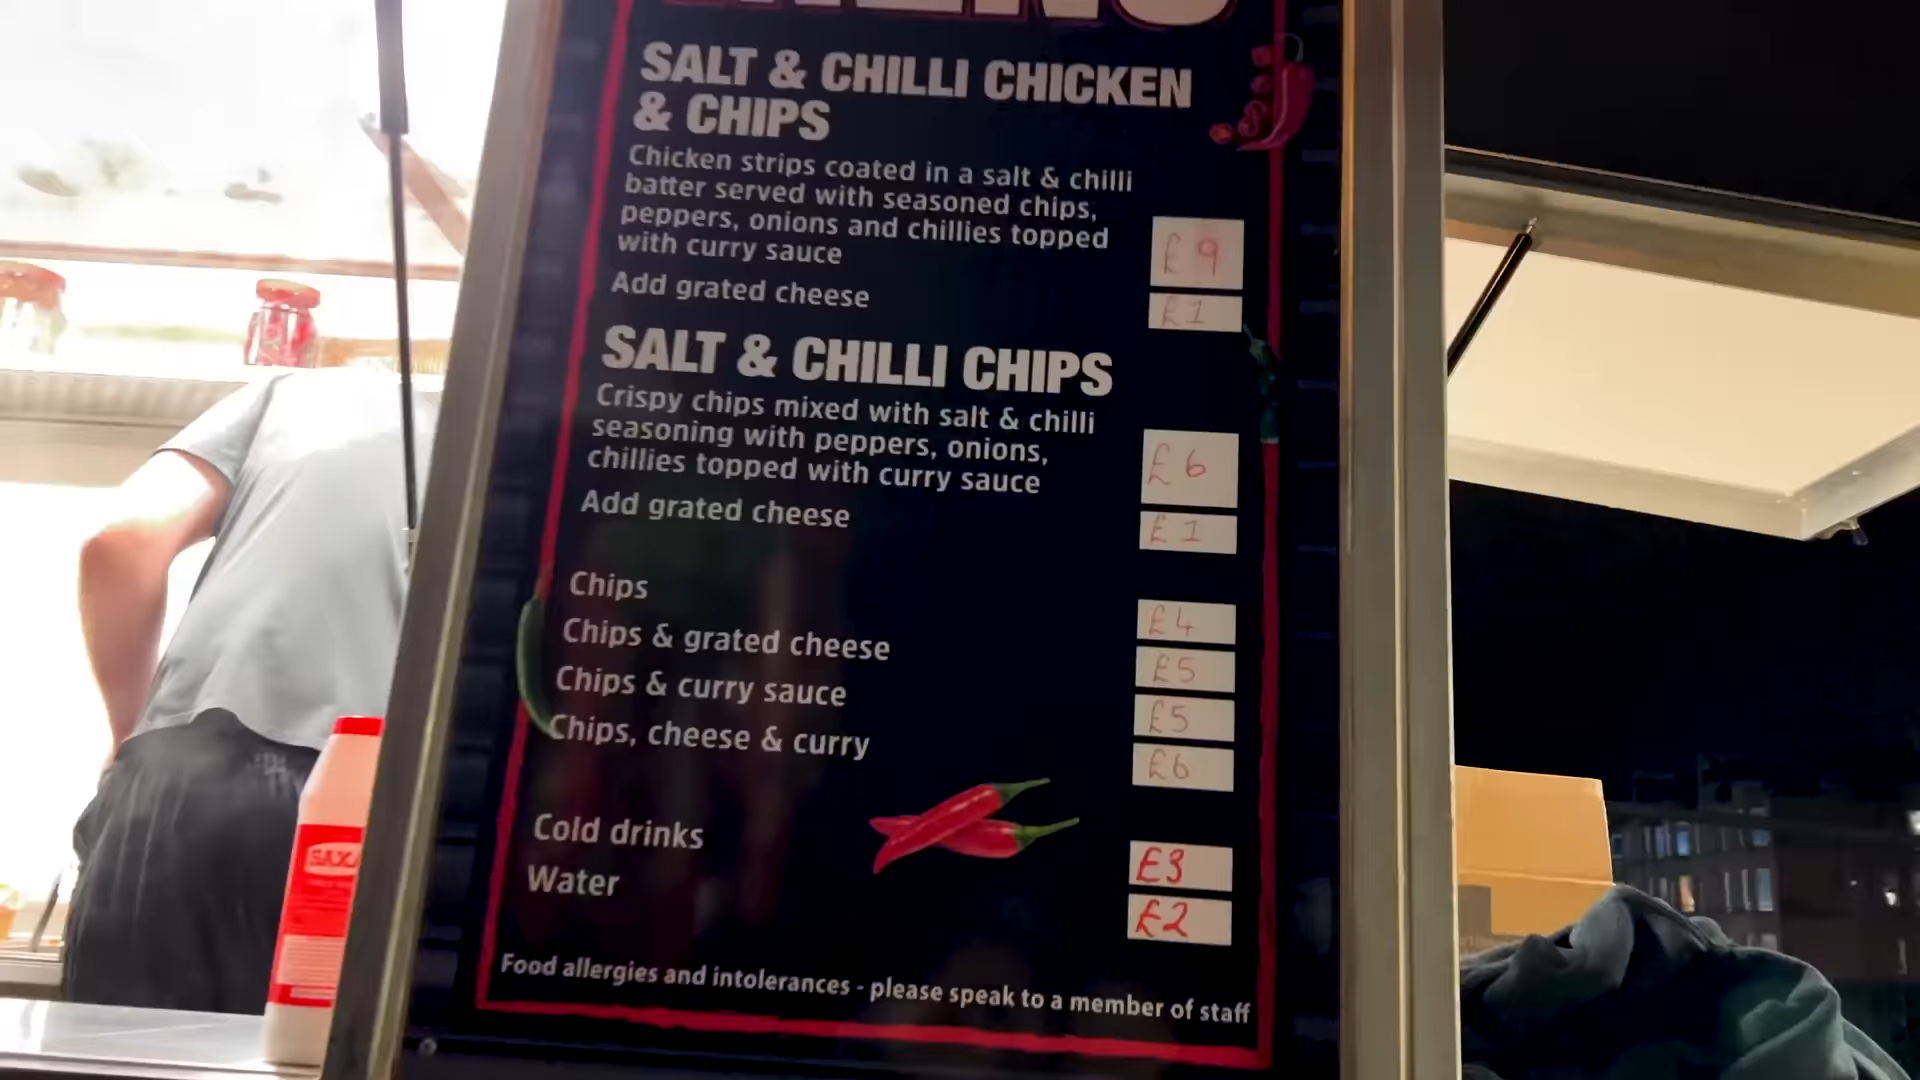 MENU
SALT & CHILLI CHICKEN
& CHIPS
Chicken strips coated in a salt & chilli
batter served with seasoned chips,
peppers, onions and chillies topped
with curry sauce
£9
Add grated cheese
£1
SALT & CHILLI CHIPS
Crispy chips mixed with salt & chilli
seasoning with peppers, onions,
chillies topped with curry sauce
£6
Add grated cheese
£1
Chips
£4
Chips & grated cheese
£5
Chips & curry sauce
£5
Chips, cheese & curry
£6
Cold drinks
£3
Water
£2
Food allergies and intolerances - please speak to a member of staff
SAXA